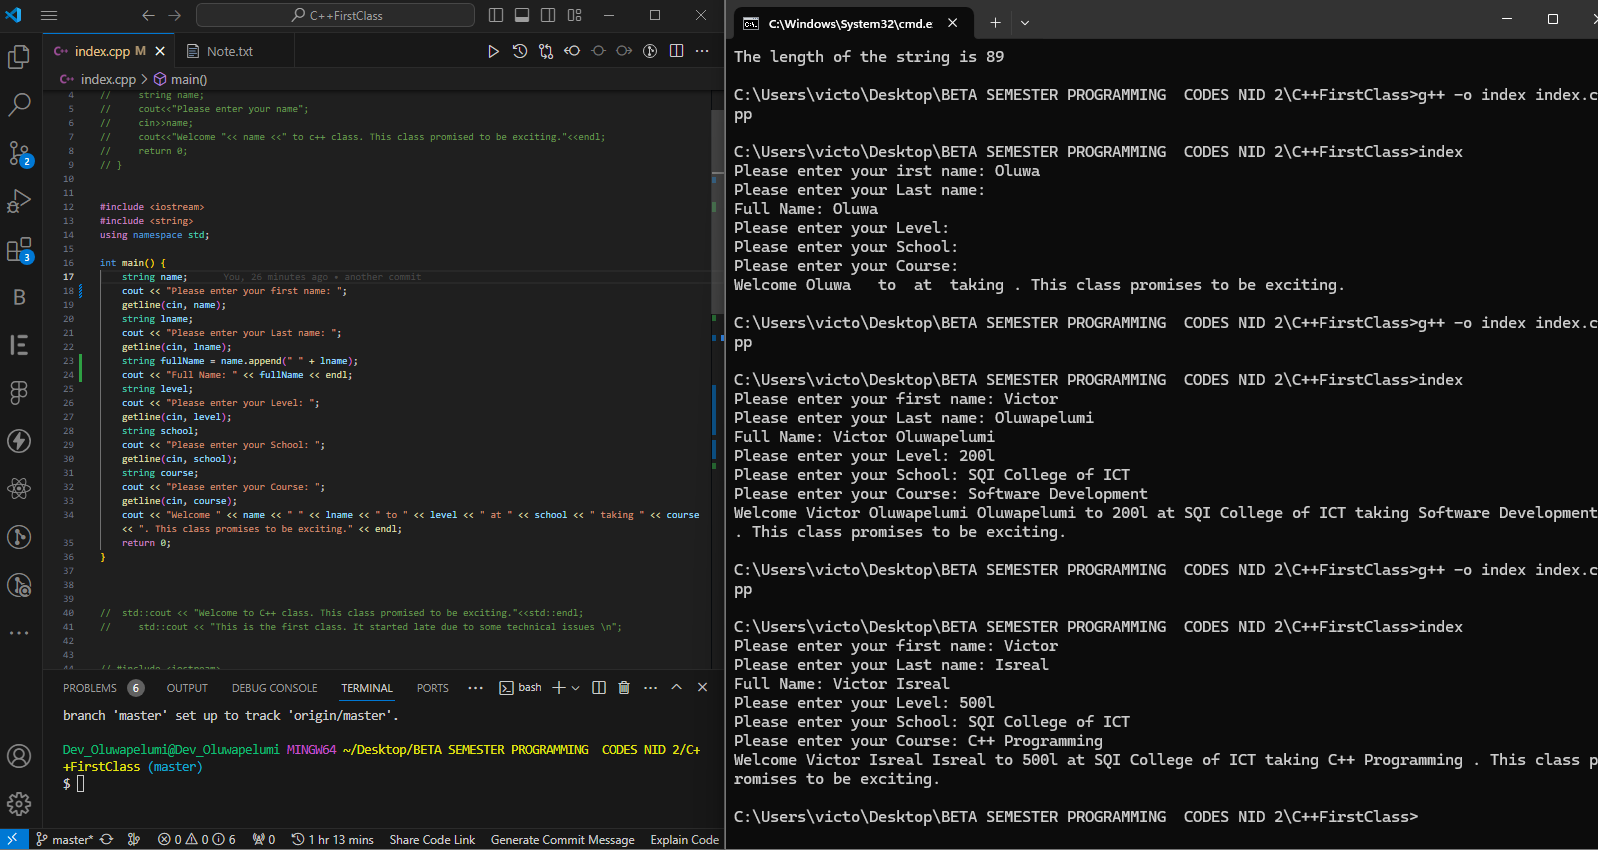 C++FirstClass
index.cpp M
Note.txt
index.cpp > main()
4 //     string name;
5 //     cout<<"Please enter your name";
6 //     cin>>name;
7 //     cout<<"Welcome "<< name <<" to c++ class. This class promised to be exciting."<<endl;
8 //     return 0;
9 // }
10
11
12 #include <iostream>
13 #include <string>
14 using namespace std;
15
16 int main() {
17     string name;     You, 26 minutes ago • another commit
18     cout << "Please enter your first name: ";
19     getline(cin, name);
20     string lname;
21     cout << "Please enter your Last name: ";
22     getline(cin, lname);
23     string fullName = name.append(" " + lname);
24     cout << "Full Name: " << fullName << endl;
25     string level;
26     cout << "Please enter your Level: ";
27     getline(cin, level);
28     string school;
29     cout << "Please enter your School: ";
30     getline(cin, school);
31     string course;
32     cout << "Please enter your Course: ";
33     getline(cin, course);
34     cout << "Welcome " << name << " " << lname << " to " << level << " at " << school << " taking " << course
<< ". This class promises to be exciting." << endl;
35     return 0;
36 }
37
38
39
40 //  std::cout << "Welcome to C++ class. This class promised to be exciting."<<std::endl;
41 //     std::cout << "This is the first class. It started late due to some technical issues \n";
42
43
44 // #include <iostream>
2
3
B
PROBLEMS 6 OUTPUT DEBUG CONSOLE TERMINAL PORTS ... bash
branch 'master' set up to track 'origin/master'.
Dev_Oluwapelumi@Dev_Oluwapelumi MINGW64 ~/Desktop/BETA SEMESTER PROGRAMMING  CODES NID 2/C+
+FirstClass (master)
$
master* 0 0 6 0 1 hr 13 mins Share Code Link Generate Commit Message Explain Code
C:\Windows\System32\cmd.e
The length of the string is 89
C:\Users\victo\Desktop\BETA SEMESTER PROGRAMMING  CODES NID 2\C++FirstClass>g++ -o index index.c
pp
C:\Users\victo\Desktop\BETA SEMESTER PROGRAMMING  CODES NID 2\C++FirstClass>index
Please enter your irst name: Oluwa
Please enter your Last name:
Full Name: Oluwa
Please enter your Level:
Please enter your School:
Please enter your Course:
Welcome Oluwa   to  at  taking . This class promises to be exciting.
C:\Users\victo\Desktop\BETA SEMESTER PROGRAMMING  CODES NID 2\C++FirstClass>g++ -o index index.c
pp
C:\Users\victo\Desktop\BETA SEMESTER PROGRAMMING  CODES NID 2\C++FirstClass>index
Please enter your first name: Victor
Please enter your Last name: Oluwapelumi
Full Name: Victor Oluwapelumi
Please enter your Level: 200l
Please enter your School: SQI College of ICT
Please enter your Course: Software Development
Welcome Victor Oluwapelumi Oluwapelumi to 200l at SQI College of ICT taking Software Development
. This class promises to be exciting.
C:\Users\victo\Desktop\BETA SEMESTER PROGRAMMING  CODES NID 2\C++FirstClass>g++ -o index index.c
pp
C:\Users\victo\Desktop\BETA SEMESTER PROGRAMMING  CODES NID 2\C++FirstClass>index
Please enter your first name: Victor
Please enter your Last name: Isreal
Full Name: Victor Isreal
Please enter your Level: 500l
Please enter your School: SQI College of ICT
Please enter your Course: C++ Programming
Welcome Victor Isreal Isreal to 500l at SQI College of ICT taking C++ Programming . This class p
romises to be exciting.
C:\Users\victo\Desktop\BETA SEMESTER PROGRAMMING  CODES NID 2\C++FirstClass>